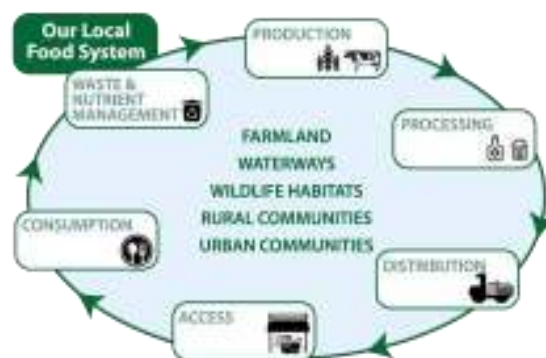 Our Local
Food System
PRODUCTION
PROCESSING
DISTRIBUTION
ACCESS
CONSUMPTION
WASTE &
NUTRIENT
MANAGEMENT
FARMLAND
WATERWAYS
WILDLIFE HABITATS
RURAL COMMUNITIES
URBAN COMMUNITIES